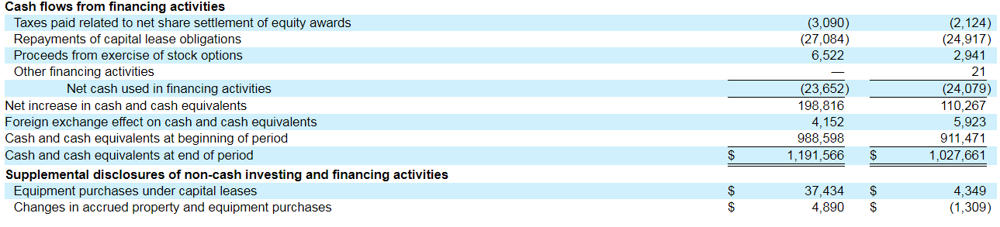 Cash flows from financing activities
Taxes paid related to net share settlement of equity awards (3,090) (2,124)
Repayments of capital lease obligations (27,084) (24,917)
Proceeds from exercise of stock options 6,522 2,941
Other financing activities — 21
Net cash used in financing activities (23,652) (24,079)
Net increase in cash and cash equivalents 198,816 110,267
Foreign exchange effect on cash and cash equivalents 4,152 5,923
Cash and cash equivalents at beginning of period 988,598 911,471
Cash and cash equivalents at end of period $ 1,191,566 $ 1,027,661
Supplemental disclosures of non-cash investing and financing activities
Equipment purchases under capital leases $ 37,434 $ 4,349
Changes in accrued property and equipment purchases $ 4,890 $ (1,309)